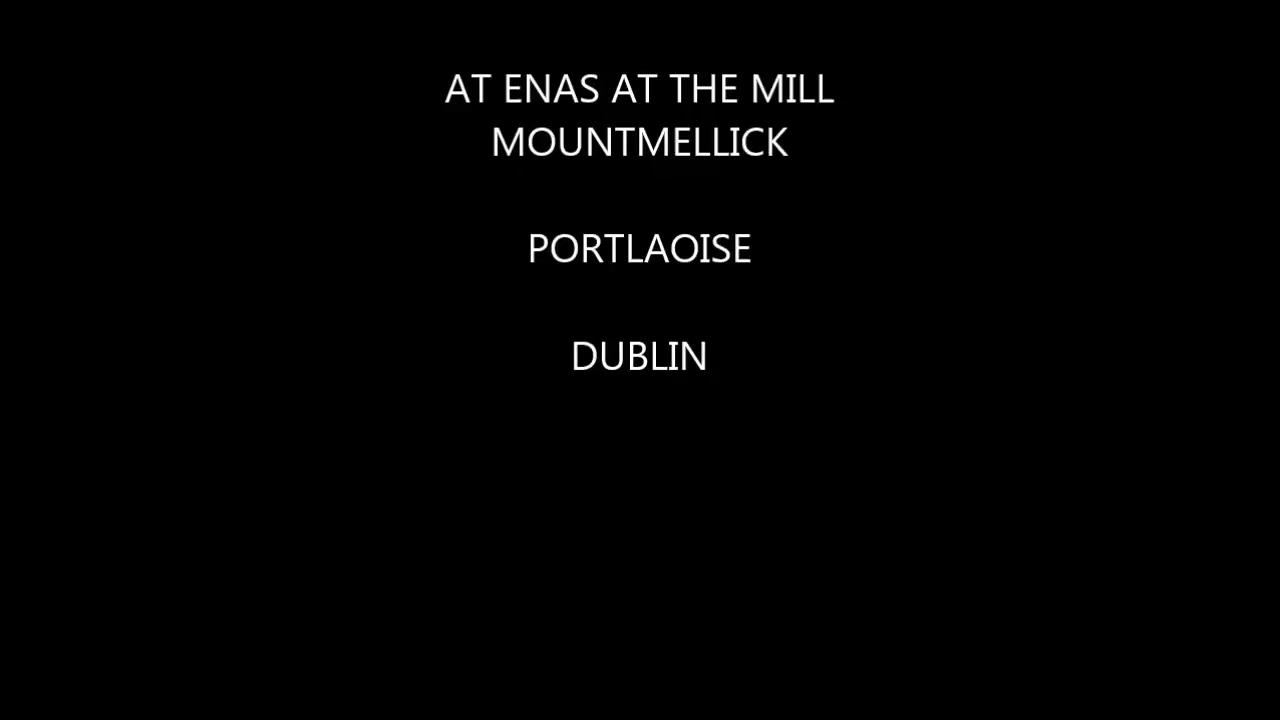 AT ENAS AT THE MILL
MOUNTMELLICK
PORTLAOISE
DUBLIN